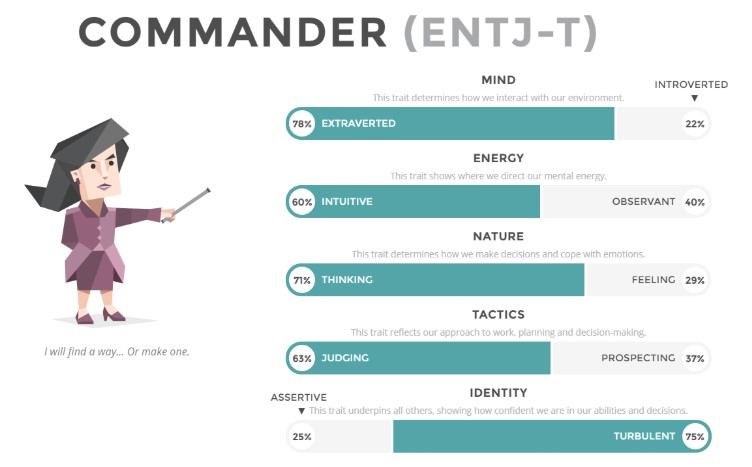 COMMANDER (ENTJ-T)
MIND
INTROVERTED
This trait determines how we interact with our environment.
78% EXTRAVERTED 22%
ENERGY
This trait shows where we direct our mental energy.
60% INTUITIVE OBSERVANT 40%
NATURE
This trait determines how we make decisions and cope with emotions.
71% THINKING FEELING 29%
TACTICS
This trait reflects our approach to work, planning and decision-making.
63% JUDGING PROSPECTING 37%
I will find a way... Or make one.
IDENTITY
ASSERTIVE
This trait underpins all others, showing how confident we are in our abilities and decisions.
25% TURBULENT 75%